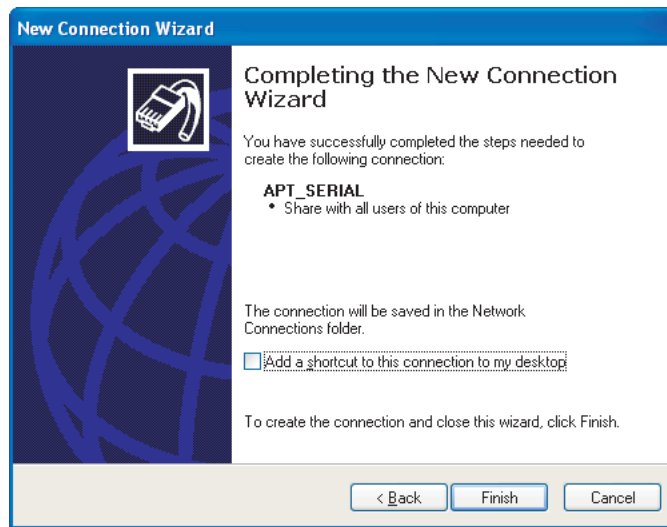 New Connection Wizard
Completing the New Connection
Wizard
You have successfully completed the steps needed to
create the following connection:
APT_SERIAL
• Share with all users of this computer
The connection will be saved in the Network
Connections folder.
Add a shortcut to this connection to my desktop
To create the connection and close this wizard, click Finish.
< Back Finish Cancel